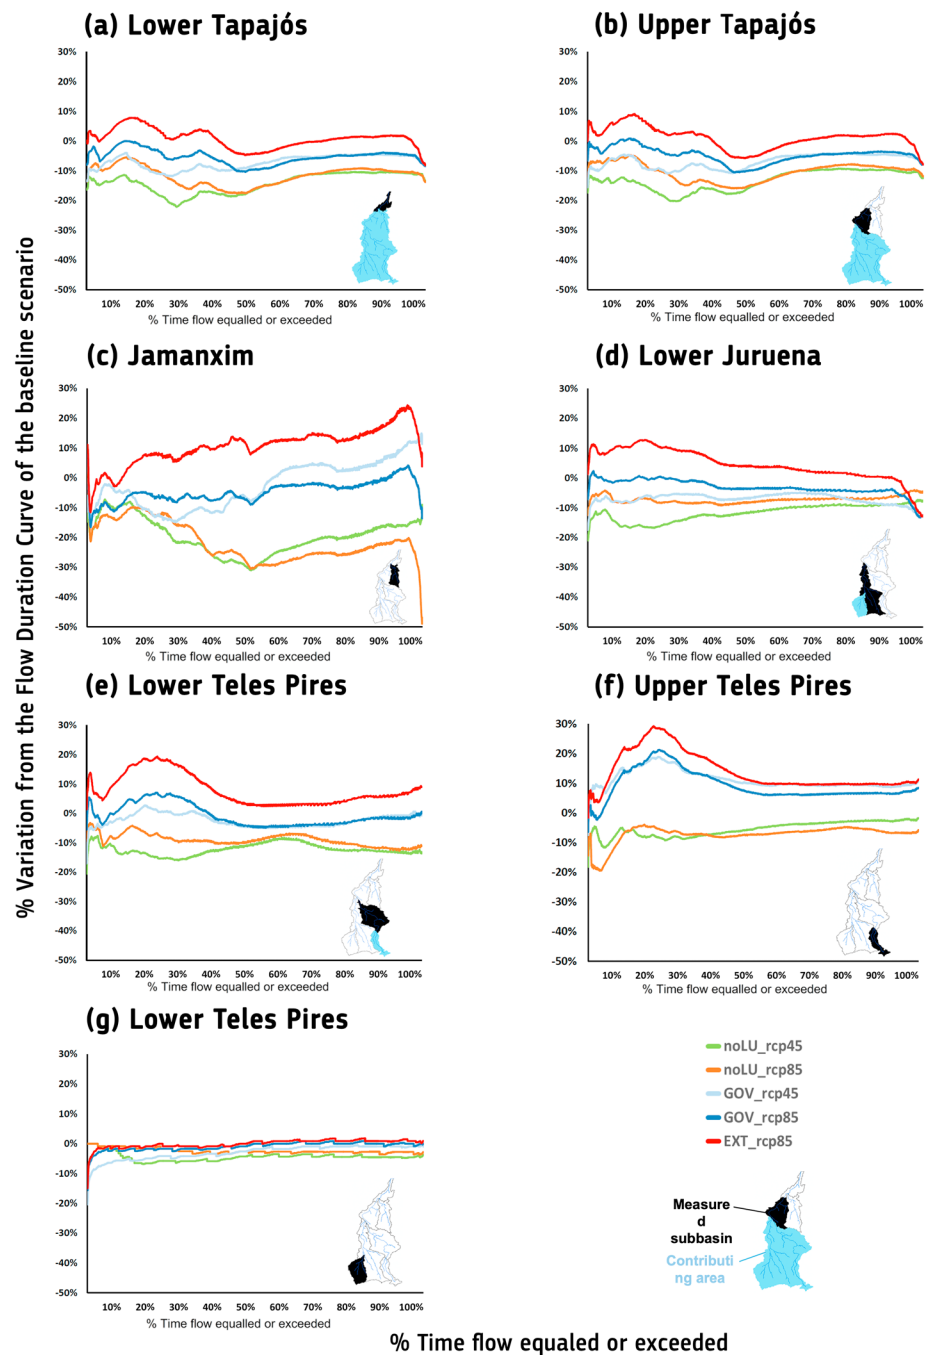 (a) Lower Tapajós
30%
20%
10%
0%
-10%
-20%
-30%
-40%
-50%
10% 20% 30% 40% 50% 60% 70% 80% 90% 100%
% Time flow equalled or exceeded
(b) Upper Tapajós
30%
20%
10%
0%
-10%
-20%
-30%
-40%
-50%
10% 20% 30% 40% 50% 60% 70% 80% 90% 100%
% Time flow equalled or exceeded
(c) Jamanxim
30%
20%
10%
0%
-10%
-20%
-30%
-40%
-50%
10% 20% 30% 40% 50% 60% 70% 80% 90% 100%
% Time flow equalled or exceeded
(d) Lower Juruena
30%
20%
10%
0%
-10%
-20%
-30%
-40%
-50%
10% 20% 30% 40% 50% 60% 70% 80% 90% 100%
% Time flow equalled or exceeded
(e) Lower Teles Pires
30%
20%
10%
0%
-10%
-20%
-30%
-40%
-50%
10% 20% 30% 40% 50% 60% 70% 80% 90% 100%
% Time flow equalled or exceeded
(f) Upper Teles Pires
30%
20%
10%
0%
-10%
-20%
-30%
-40%
-50%
10% 20% 30% 40% 50% 60% 70% 80% 90% 100%
% Time flow equalled or exceeded
(g) Lower Teles Pires
30%
20%
10%
0%
-10%
-20%
-30%
-40%
-50%
10% 20% 30% 40% 50% 60% 70% 80% 90% 100%
% Time flow equalled or exceeded
noLU_rcp45
noLU_rcp85
GOV_rcp45
GOV_rcp85
EXT_rcp85
Measure
d
subbasin
Contributi
ng area
% Variation from the Flow Duration Curve of the baseline scenario
% Time flow equaled or exceeded